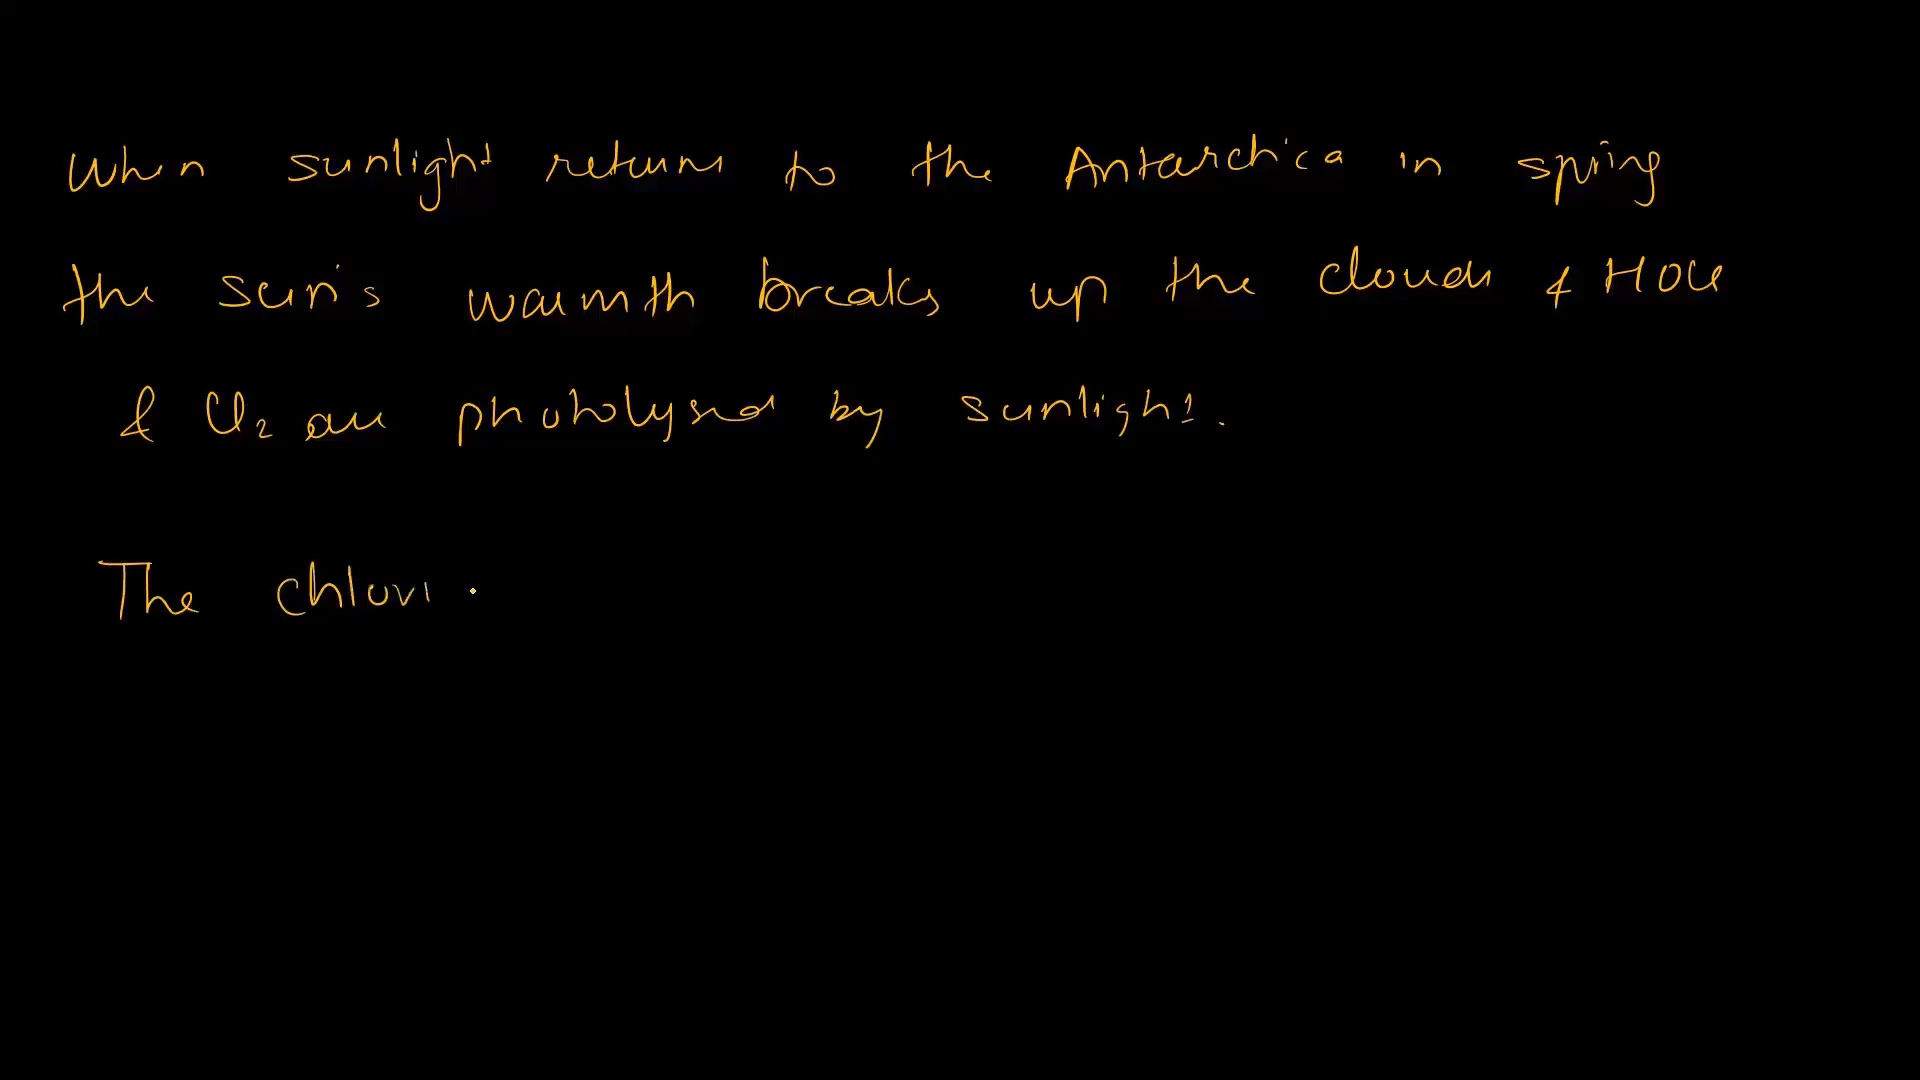 When sunlight returns to the Antarctica in spring
the sun's warmth breaks up the clouds & HOCl
& Cl₂ are photolysed by sunlight.
The chlori